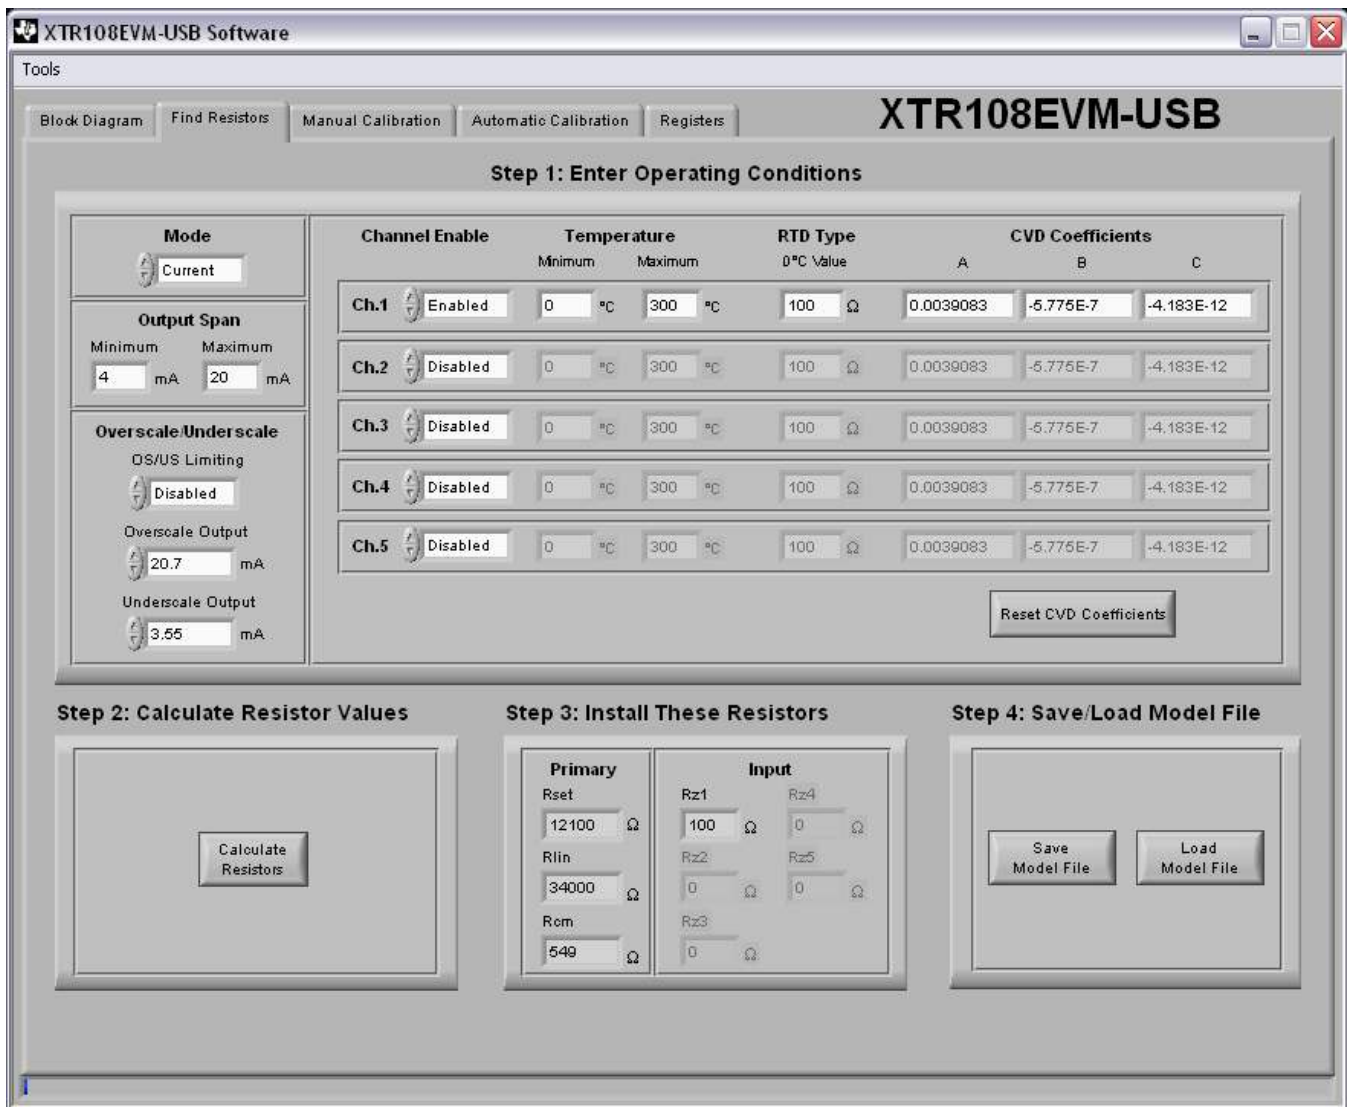 XTR108EVM-USB Software
Tools
Block Diagram Find Resistors Manual Calibration Automatic Calibration Registers
XTR108EVM-USB
Step 1: Enter Operating Conditions
Mode
Current
Output Span
Minimum Maximum
4 mA 20 mA
Overscale/Underscale
OS/US Limiting
Disabled
Overscale Output
20.7 mA
Underscale Output
3.55 mA
Channel Enable Temperature RTD Type CVD Coefficients
Minimum Maximum 0°C Value A B C
Ch.1 Enabled 0 °C 300 °C 100 Ω 0.0039083 -5.775E-7 -4.183E-12
Ch.2 Disabled 0 °C 300 °C 100 Ω 0.0039083 -5.775E-7 -4.183E-12
Ch.3 Disabled 0 °C 300 °C 100 Ω 0.0039083 -5.775E-7 -4.183E-12
Ch.4 Disabled 0 °C 300 °C 100 Ω 0.0039083 -5.775E-7 -4.183E-12
Ch.5 Disabled 0 °C 300 °C 100 Ω 0.0039083 -5.775E-7 -4.183E-12
Reset CVD Coefficients
Step 2: Calculate Resistor Values
Calculate
Resistors
Step 3: Install These Resistors
Primary
Rset
12100 Ω
Rlin
34000 Ω
Rcm
549 Ω
Input
Rz1 Rz4
100 Ω 0 Ω
Rz2 Rz5
0 Ω 0 Ω
Rz3
0 Ω
Step 4: Save/Load Model File
Save
Model File
Load
Model File